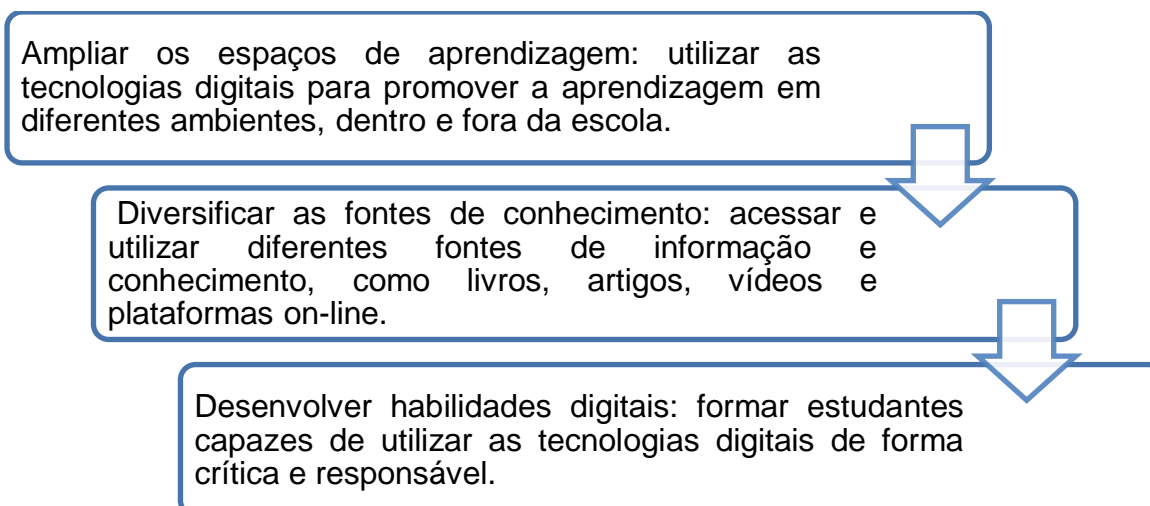 Ampliar os espaços de aprendizagem: utilizar as
tecnologias digitais para promover a aprendizagem em
diferentes ambientes, dentro e fora da escola.
Diversificar as fontes de conhecimento: acessar e
utilizar diferentes fontes de informação e
conhecimento, como livros, artigos, vídeos e
plataformas on-line.
Desenvolver habilidades digitais: formar estudantes
capazes de utilizar as tecnologias digitais de forma
crítica e responsável.